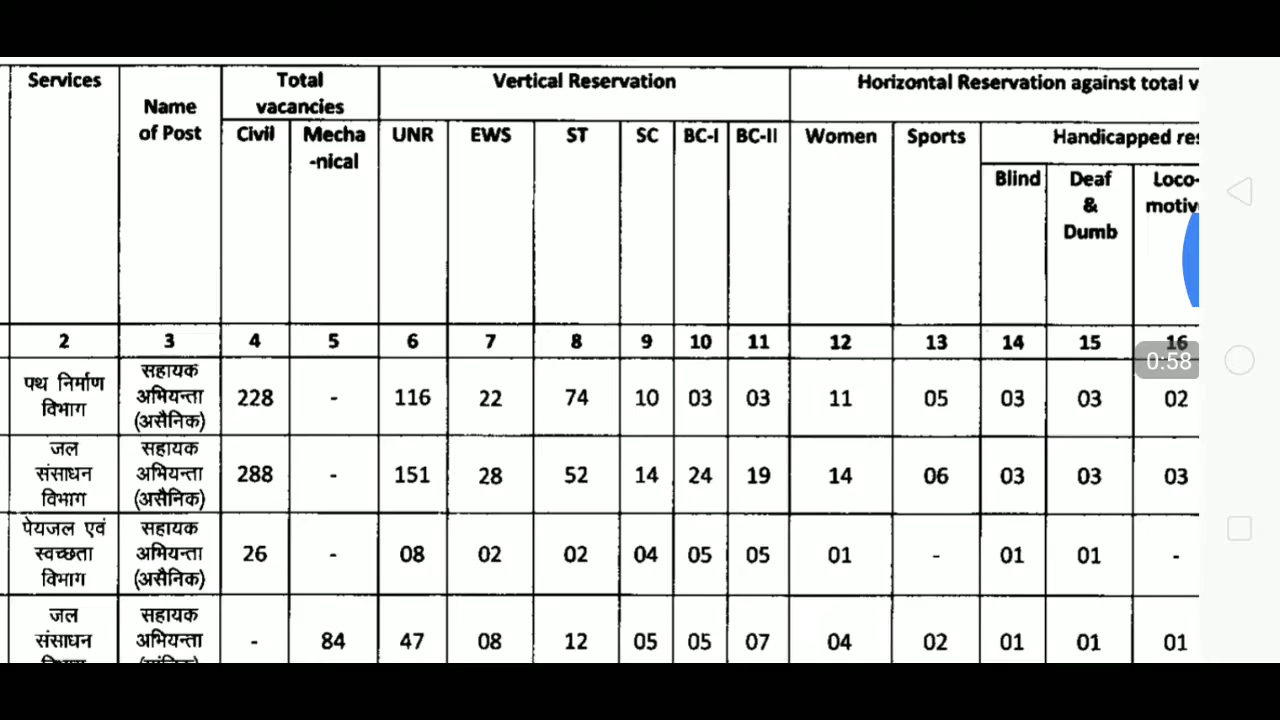 Services
Name of Post
Total vacancies
Vertical Reservation
Horizontal Reservation against total v
Civil
Mecha-nical
UNR
EWS
ST
SC
BC-I
BC-II
Women
Sports
Handicapped res
Blind
Deaf & Dumb
Loco-motiv
2 3 4 5 6 7 8 9 10 11 12 13 14 15 16
0:58
पथ निर्माण विभाग सहायक अभियन्ता (असैनिक) 228 - 116 22 74 10 03 03 11 05 03 03 02
जल संसाधन विभाग सहायक अभियन्ता (असैनिक) 288 - 151 28 52 14 24 19 14 06 03 03 03
पेयजल एवं स्वच्छता विभाग सहायक अभियन्ता (असैनिक) 26 - 08 02 02 04 05 05 01 - 01 01 -
जल संसाधन सहायक अभियन्ता - 84 47 08 12 05 05 07 04 02 01 01 01